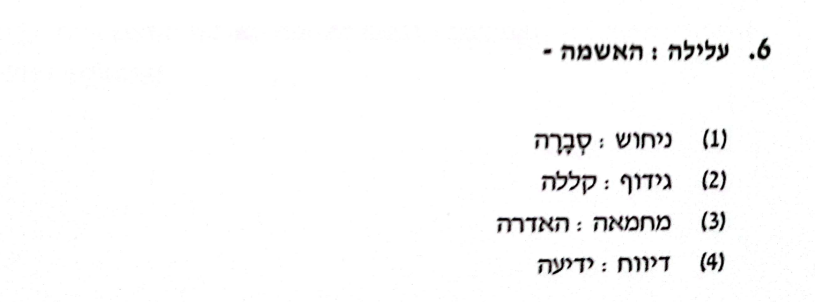 6. עלילה : האשמה -
(1) ניחוש : סְבָרָה
(2) גידוף : קללה
(3) מחמאה : האדרה
(4) דיווח : ידיעה